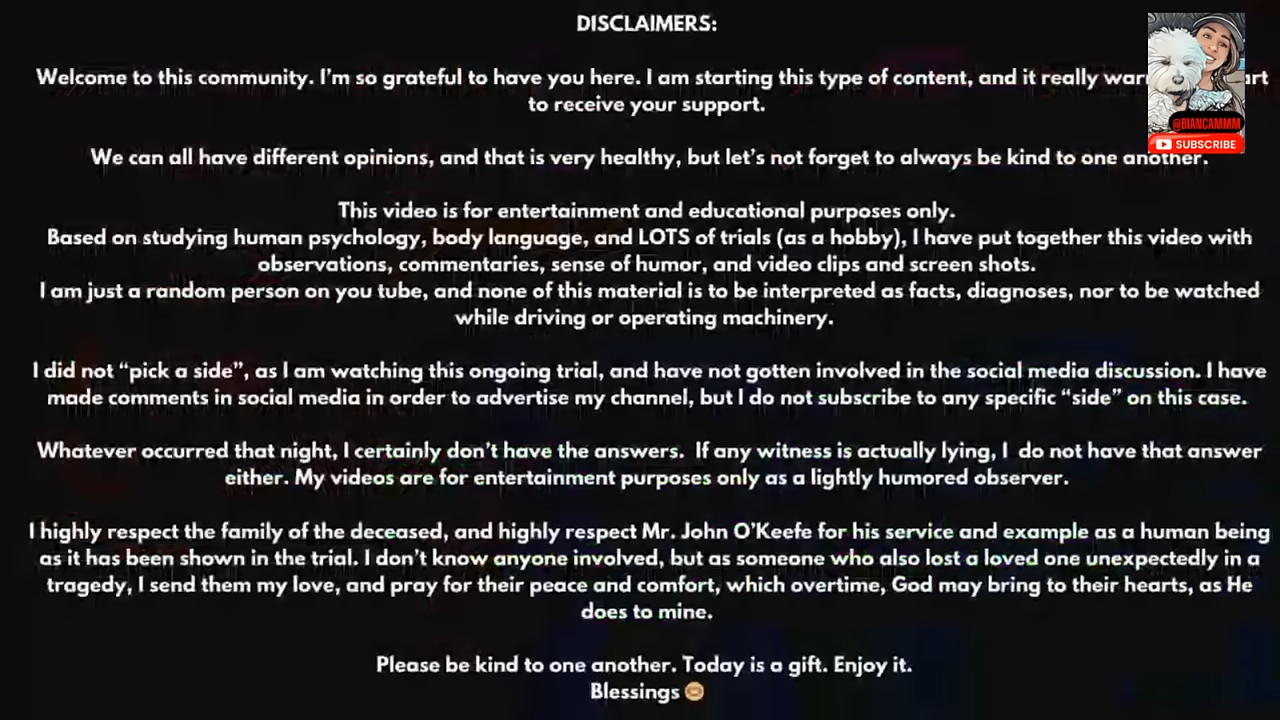 DISCLAIMERS:
Welcome to this community. I'm so grateful to have you here. I am starting this type of content, and it really
to receive your support.
We can all have different opinions, and that is very healthy, but let's not forget to always be kind to one another.
This video is for entertainment and educational purposes only.
Based on studying human psychology, body language, and LOTS of trials (as a hobby), I have put together this video with
observations, commentaries, sense of humor, and video clips and screen shots.
I am just a random person on you tube, and none of this material is to be interpreted as facts, diagnoses, nor to be watched
while driving or operating machinery.
I did not “pick a side”, as I am watching this ongoing trial, and have not gotten involved in the social media discussion. I have
made comments in social media in order to advertise my channel, but I do not subscribe to any specific “side” on this case.
Whatever occurred that night, I certainly don't have the answers. If any witness is actually lying, I do not have that answer
either. My videos are for entertainment purposes only as a lightly humored observer.
I highly respect the family of the deceased, and highly respect Mr. John O'Keefe for his service and example as a human being
as it has been shown in the trial. I don't know anyone involved, but as someone who also lost a loved one unexpectedly in a
tragedy, I send them my love, and pray for their peace and comfort, which overtime, God may bring to their hearts, as He
does to mine.
Please be kind to one another. Today is a gift. Enjoy it.
Blessings
@BIANCAMMM
SUBSCRIBE